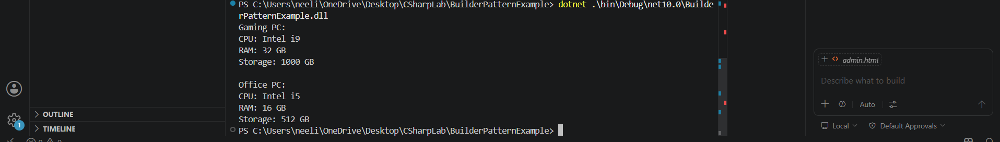 PS C:\Users\neeli\OneDrive\Desktop\CSharpLab\BuilderPatternExample> dotnet .\bin\Debug\net10.0\Builde
rPatternExample.dll
Gaming PC:
CPU: Intel i9
RAM: 32 GB
Storage: 1000 GB
Office PC:
CPU: Intel i5
RAM: 16 GB
Storage: 512 GB
PS C:\Users\neeli\OneDrive\Desktop\CSharpLab\BuilderPatternExample>
OUTLINE
TIMELINE
1
admin.html
Describe what to build
Auto
Local
Default Approvals